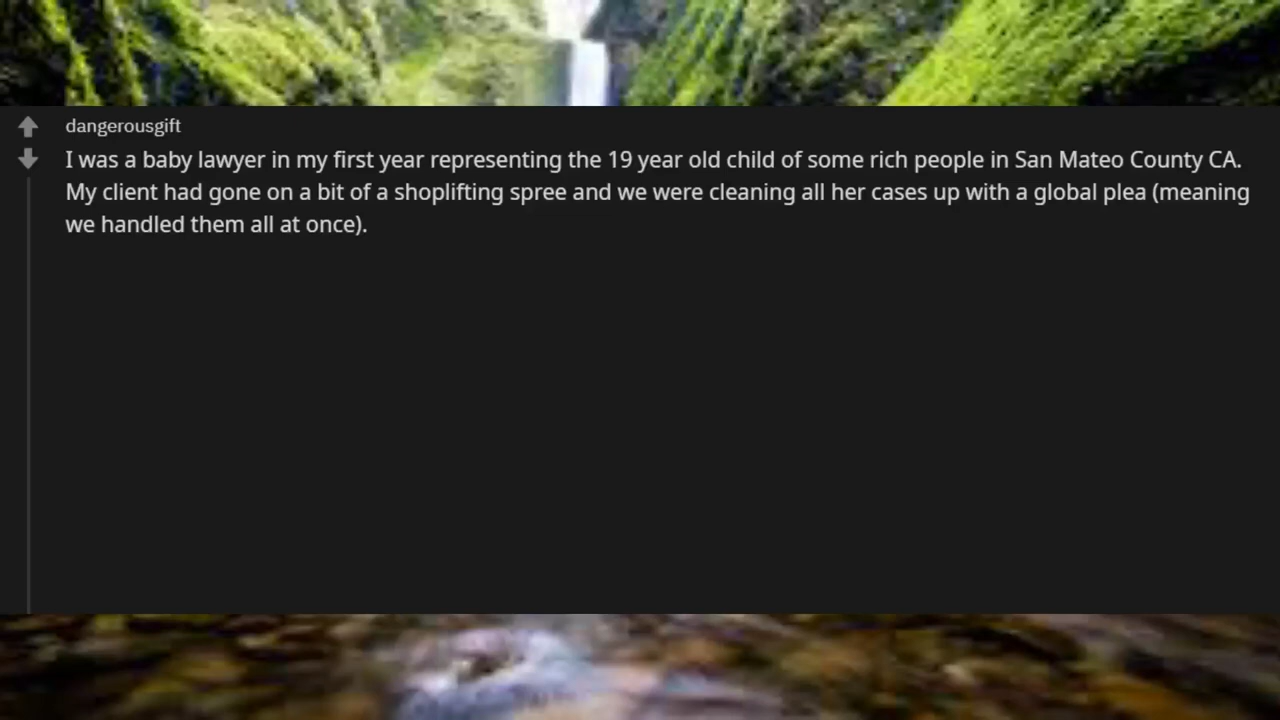 dangerousgift
I was a baby lawyer in my first year representing the 19 year old child of some rich people in San Mateo County CA.
My client had gone on a bit of a shoplifting spree and we were cleaning all her cases up with a global plea (meaning
we handled them all at once).